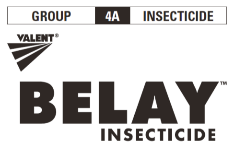 GROUP 4A INSECTICIDE
VALENT®
BELAY™
INSECTICIDE